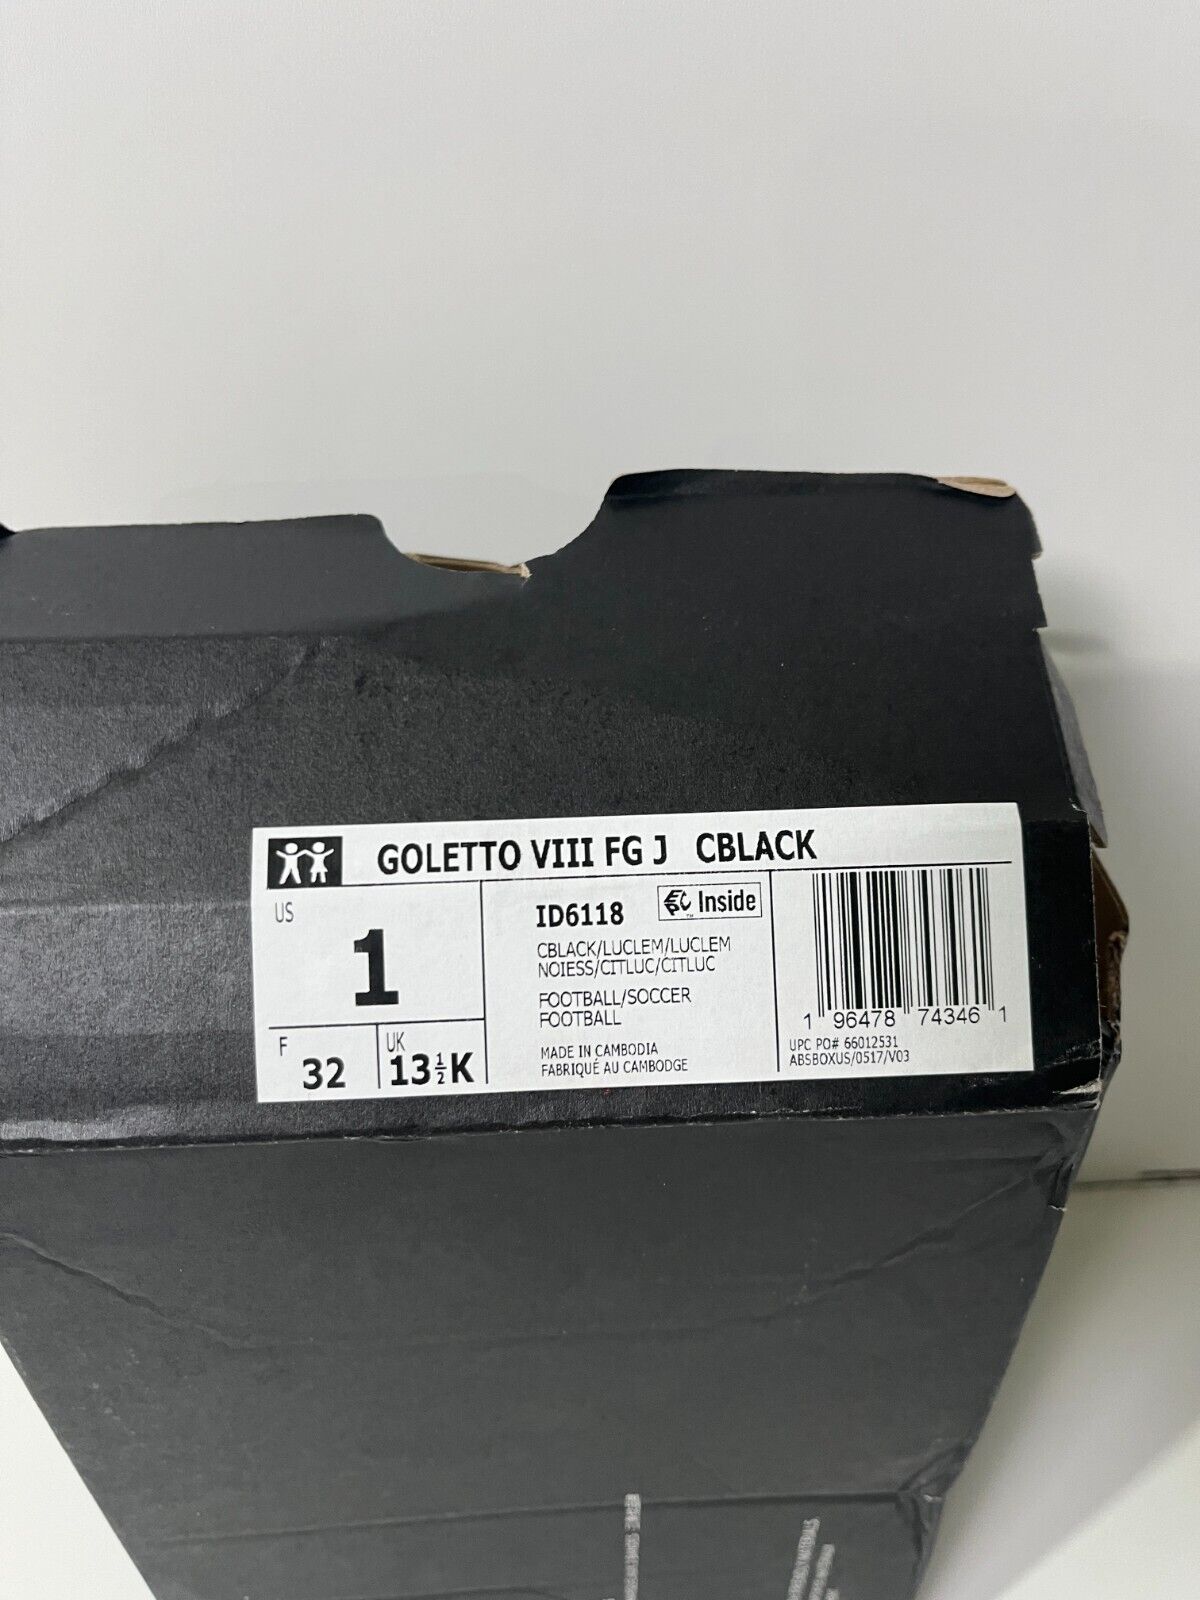 GOLETTO VIII FG J CBLACK
US
1
F
32
UK
13½K
ID6118
Inside
CBLACK/LUCLEM/LUCLEM
NOIESS/CITLUC/CITLUC
FOOTBALL/SOCCER
FOOTBALL
MADE IN CAMBODIA
FABRIQUÉ AU CAMBODGE
1 96478 74346 1
UPC PO# 66012531
ABSBOXUS/0517/V03